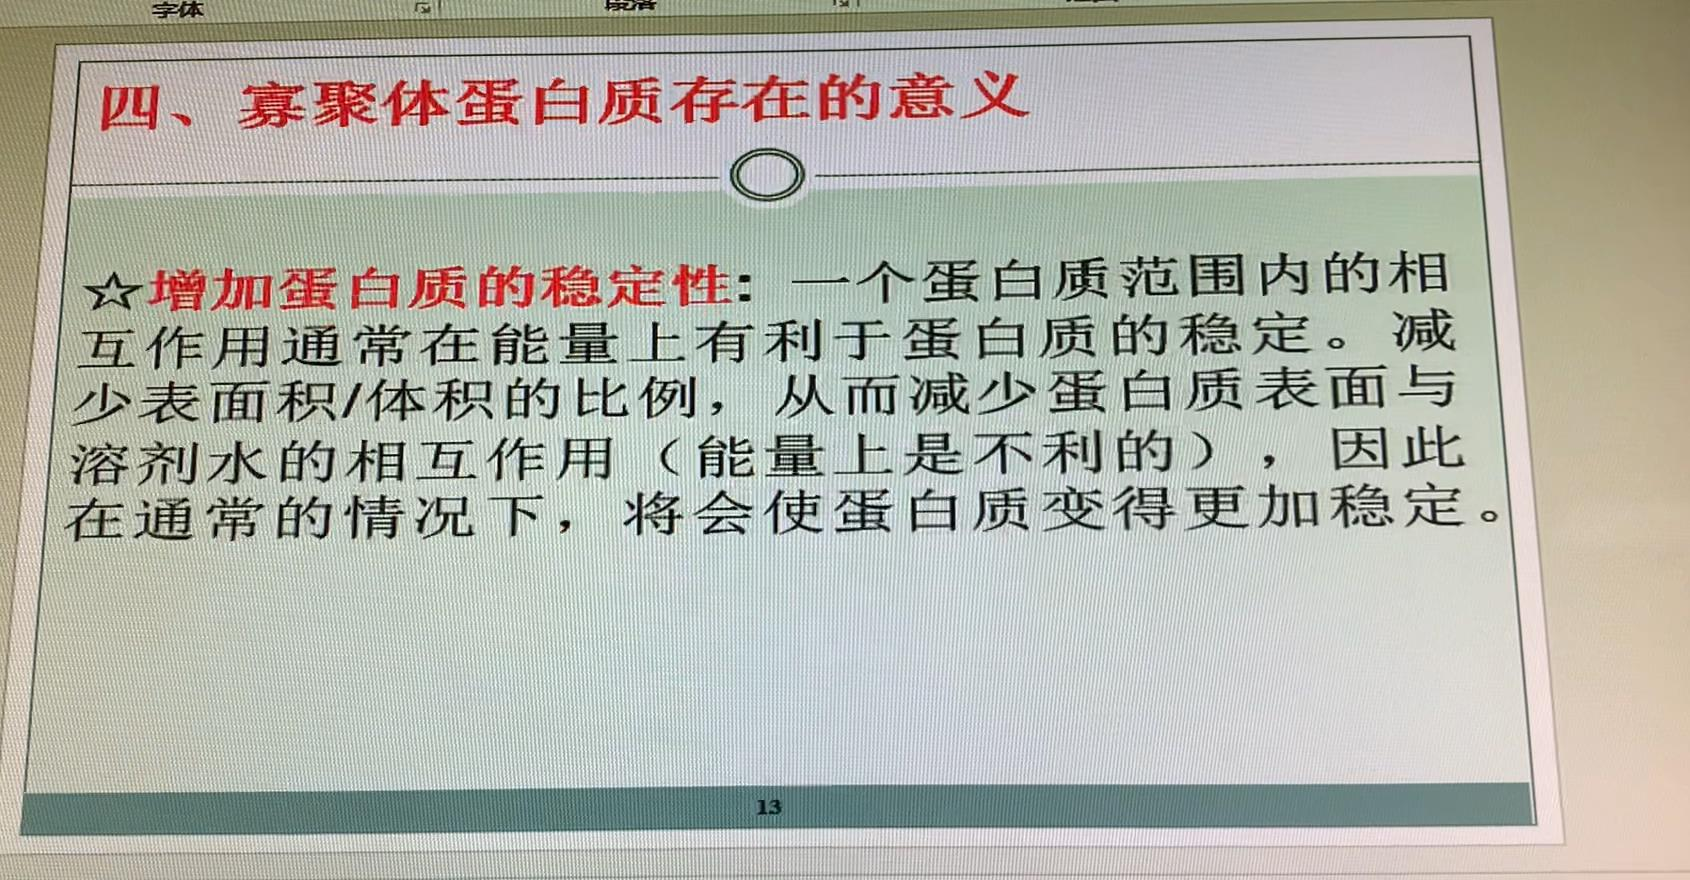 字体
段落
四、寡聚体蛋白质存在的意义
☆增加蛋白质的稳定性：一个蛋白质范围内的相
互作用通常在能量上有利于蛋白质的稳定。减
少表面积/体积的比例，从而减少蛋白质表面与
溶剂水的相互作用（能量上是不利的），因此
在通常的情况下，将会使蛋白质变得更加稳定。
13